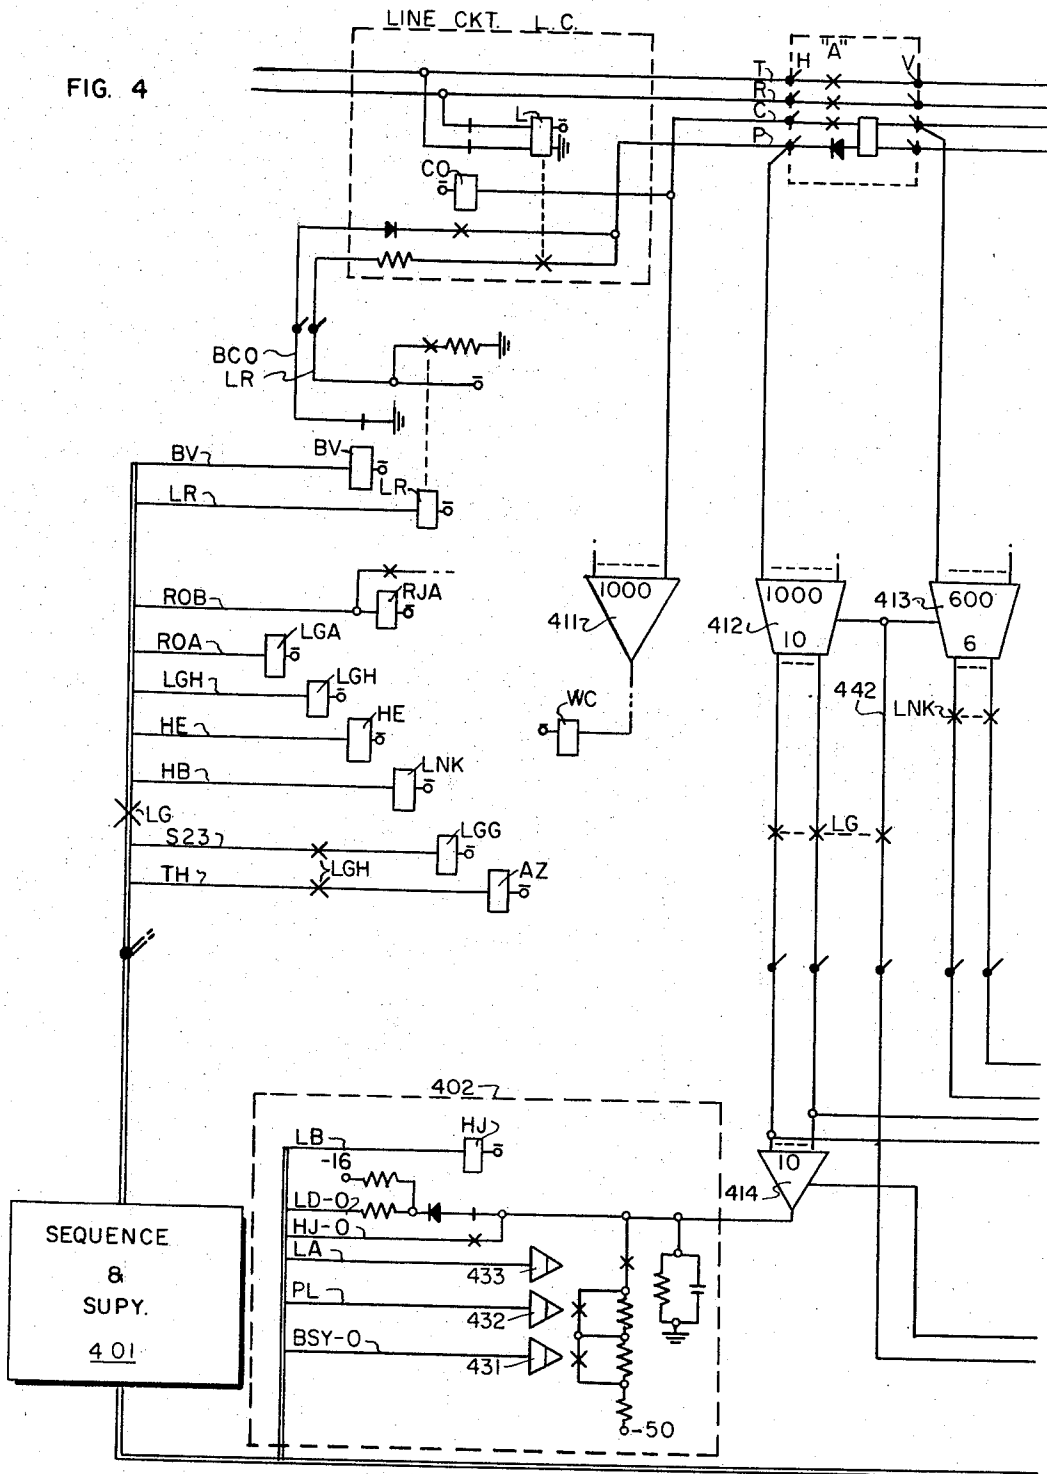 FIG. 4
LINE CKT. L.C.
"A"
T H V
R
C
P
L
CO
BCO
LR
BV BV
LR LR
ROB RJA
ROA LGA
LGH LGH
HE HE
HB LNK
LG
S23 LGG
LGH
TH AZ
1000
411
WC
1000
412
10
413
600
6
442
LNK
LG
402
LB HJ
-16
LD-0
HJ-0
LA
433
PL
432
BSY-0
431
-50
10
414
SEQUENCE
&
SUPY.
401